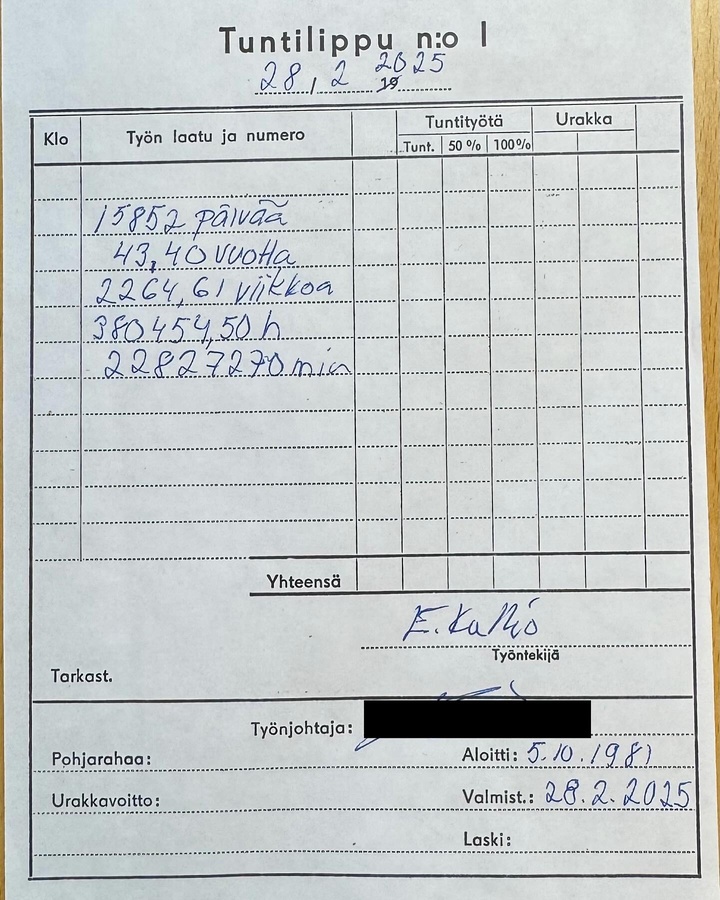 Tuntilippu n:o 1
28 / 2 19 2025
Klo Työn laatu ja numero Tuntityötä Urakka
Tunt. 50% 100%
15852 päivää
43,40 vuotta
2264,61 viikkoa
380454,50 h
22827270 min
Yhteensä
E. Kallio
Työntekijä
Tarkast.
Työnjohtaja:
Pohjarahaa: Aloitti: 5.10.1981
Urakkavoitto: Valmist.: 28.2.2025
Laski: